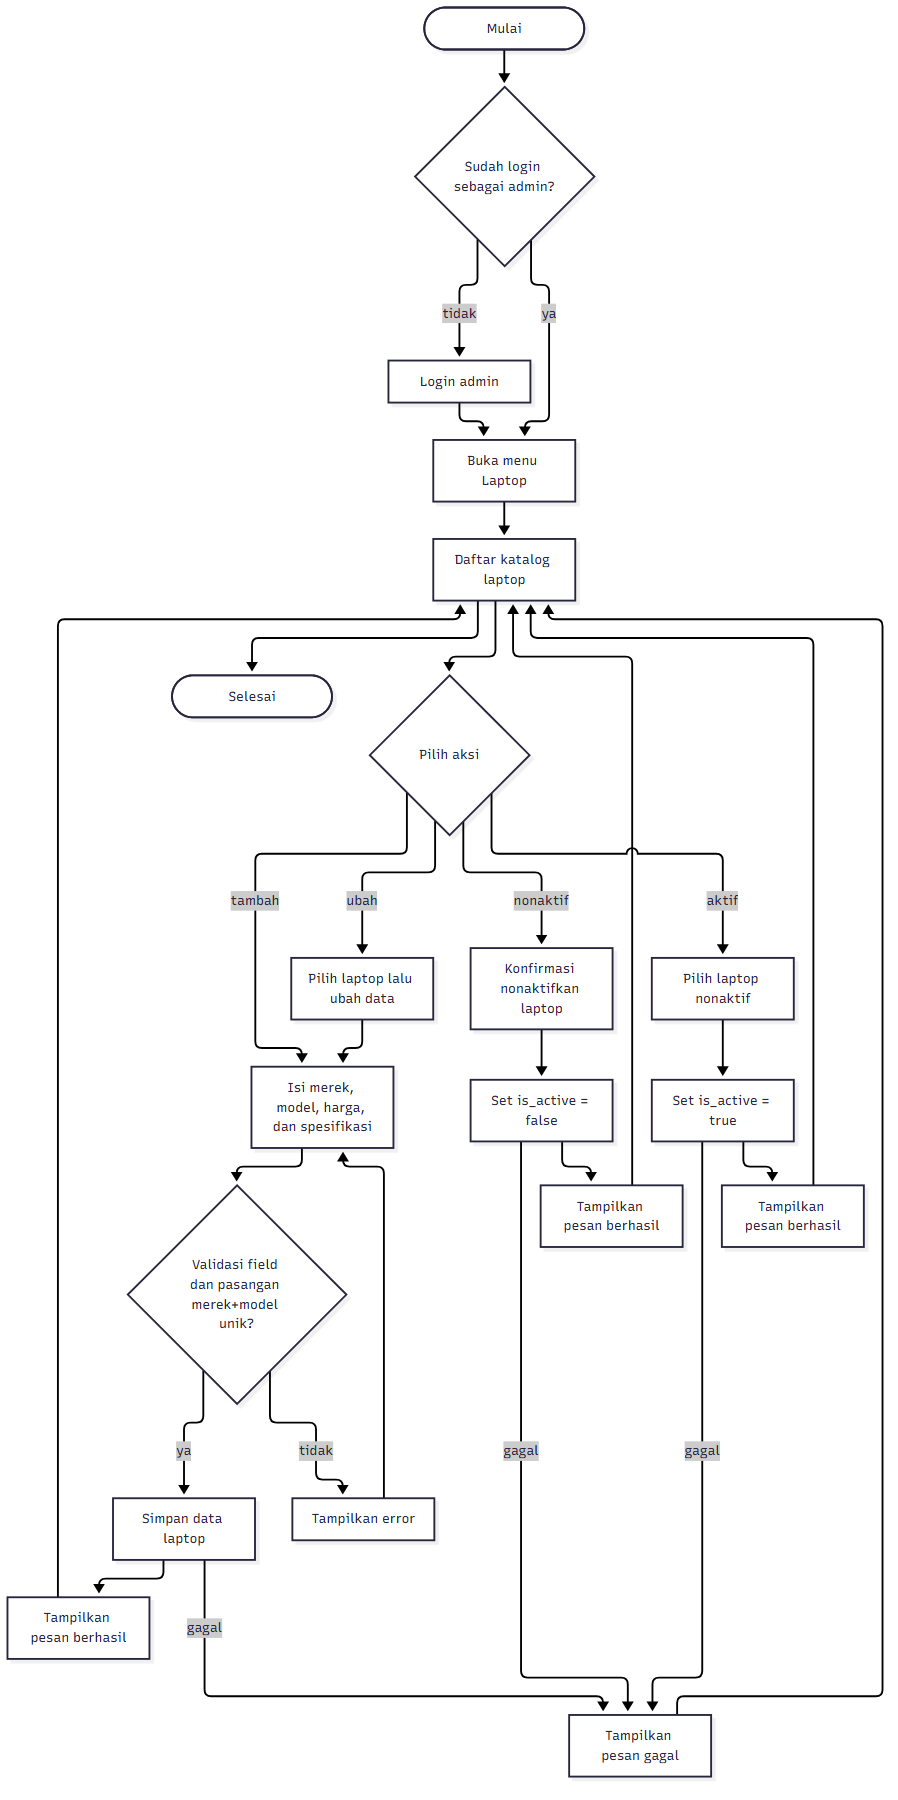 Mulai
Sudah login
sebagai admin?
tidak
ya
Login admin
Buka menu
Laptop
Daftar katalog
laptop
Selesai
Pilih aksi
tambah
ubah
nonaktif
aktif
Pilih laptop lalu
ubah data
Konfirmasi
nonaktifkan
laptop
Pilih laptop
nonaktif
Isi merek,
model, harga,
dan spesifikasi
Set is_active =
false
Set is_active =
true
Tampilkan
pesan berhasil
Tampilkan
pesan berhasil
Validasi field
dan pasangan
merek+model
unik?
ya
tidak
gagal
gagal
Simpan data
laptop
Tampilkan error
Tampilkan
pesan berhasil
gagal
Tampilkan
pesan gagal